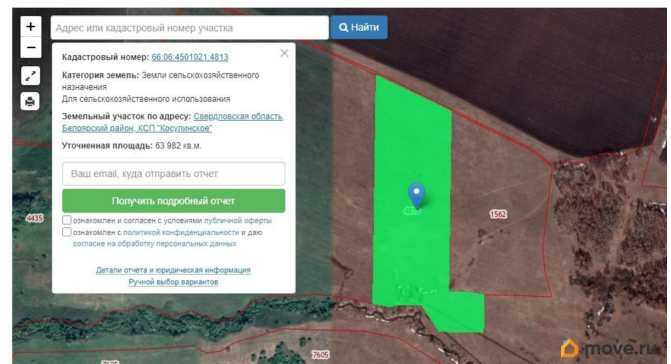 +
Адрес или кадастровый номер участка
Найти
−
Кадастровый номер: 66:06:4501021:4813
Категория земель: Земли сельскохозяйственного
назначения
Для сельскохозяйственного использования
Земельный участок по адресу: Свердловская область,
Белоярский район, КСП "Косулинское"
Уточненная площадь: 63 982 кв.м.
Ваш email, куда отправить отчет
Получить подробный отчет
ознакомлен и согласен с условиями публичной оферты
ознакомлен с политикой конфиденциальности и даю
согласие на обработку персональных данных
Детали отчета и юридическая информация
Ручной выбор вариантов
4435
1562
7605
7605
move.ru